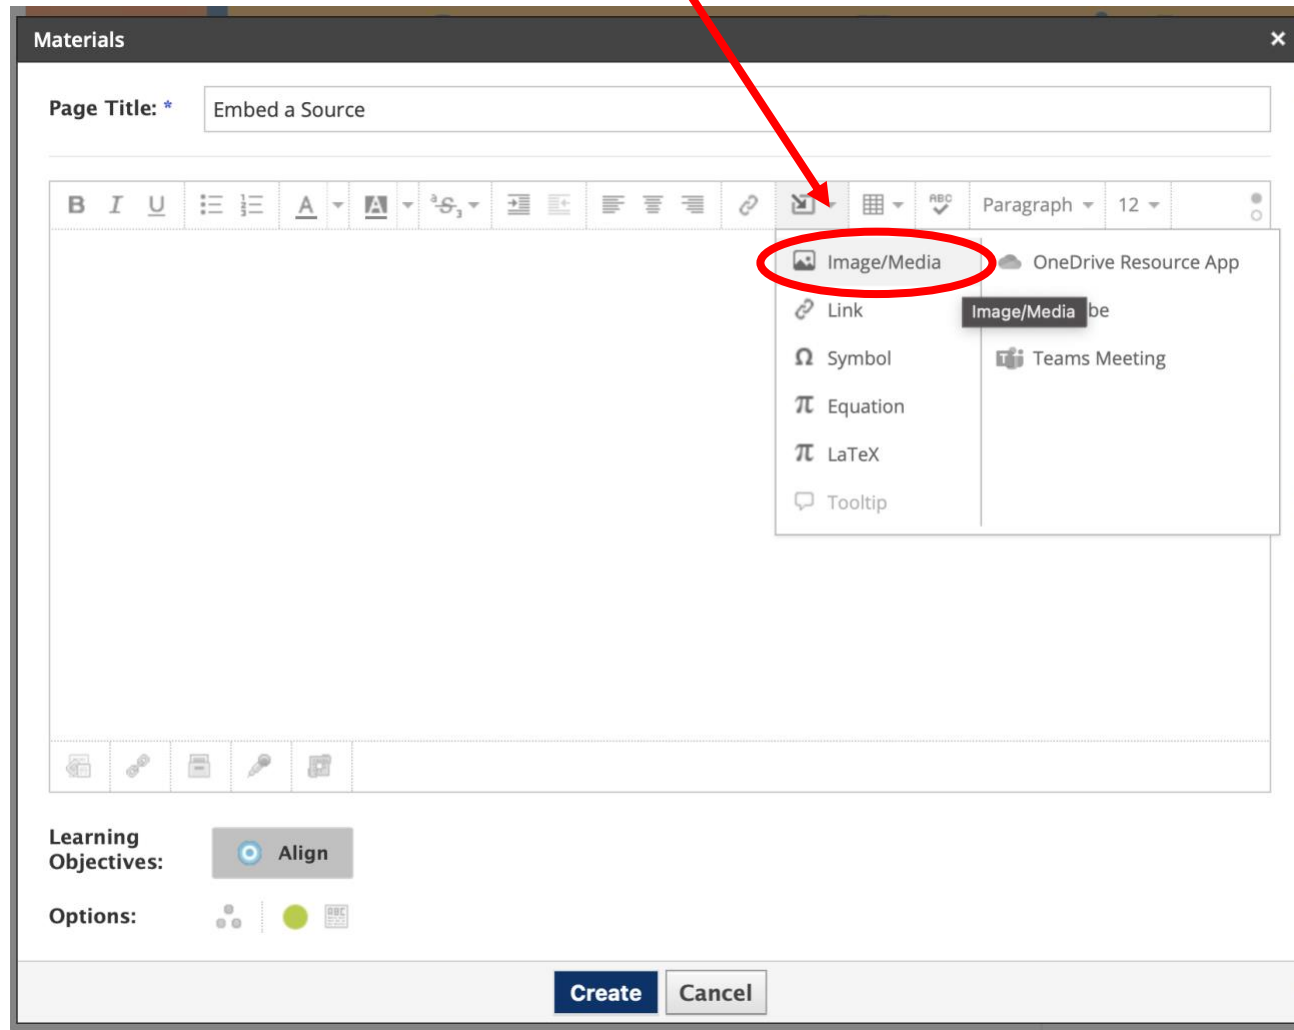 Materials ×
Page Title: * Embed a Source
B I U A A S Paragraph 12
Image/Media OneDrive Resource App
Link Image/Media be
Ω Symbol Teams Meeting
π Equation
π LaTeX
Tooltip
Learning
Objectives: Align
Options:
Create Cancel